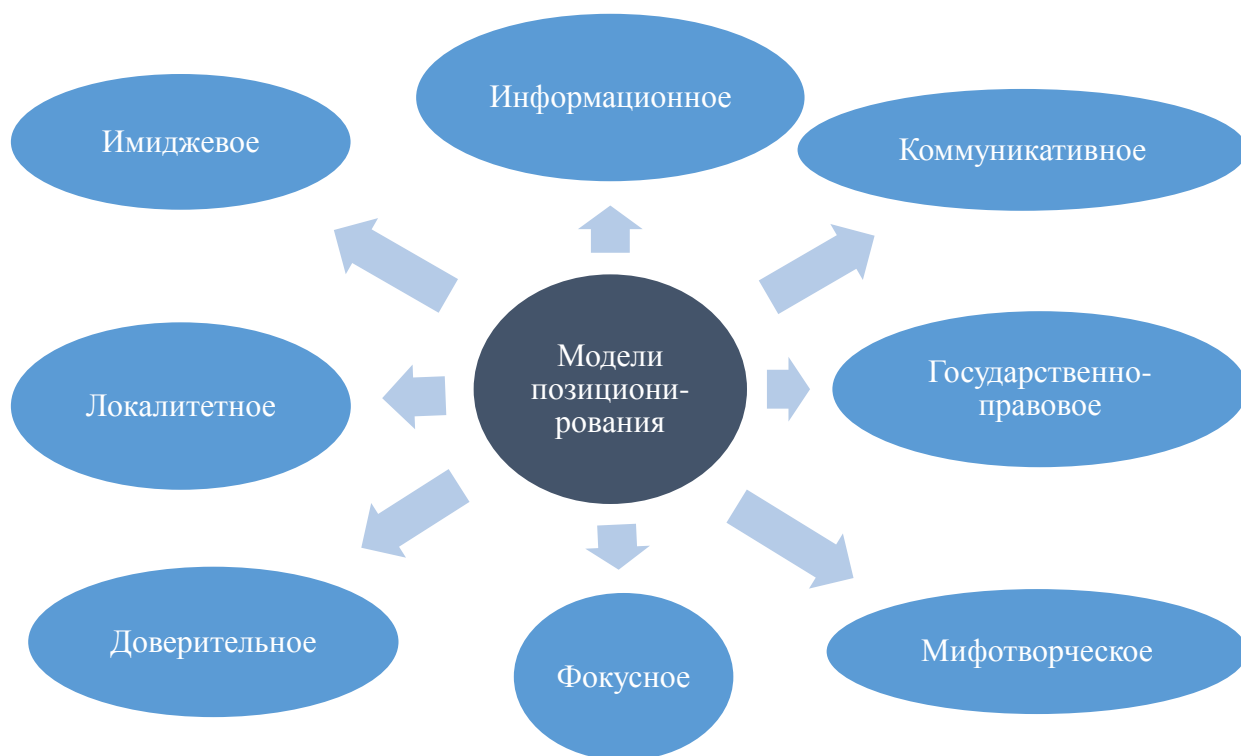 Информационное
Имиджевое
Коммуникативное
Модели
позициони-
рования
Государственно-
правовое
Локалитетное
Доверительное
Фокусное
Мифотворческое